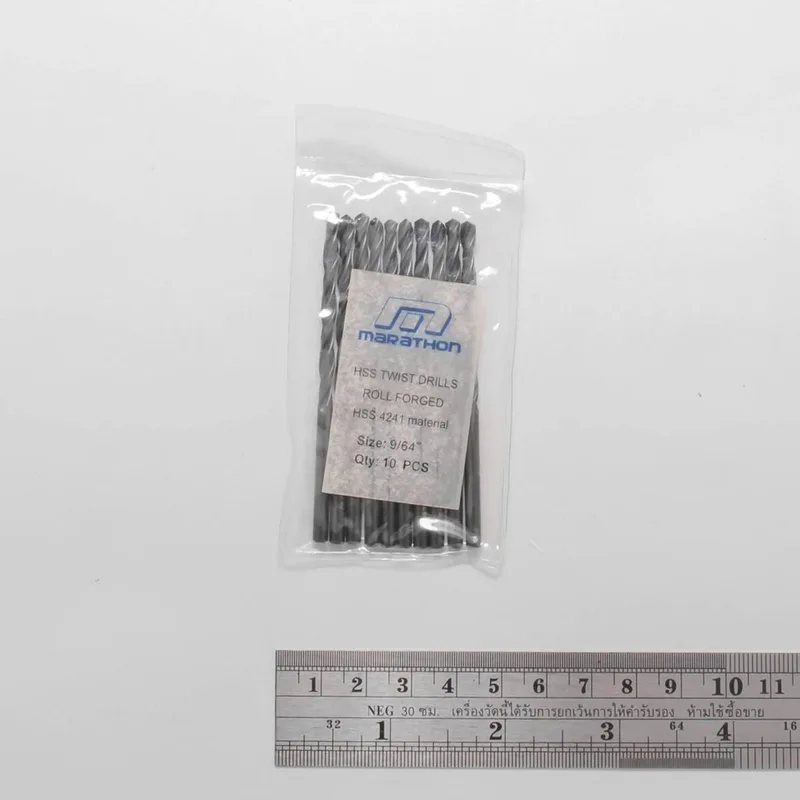 MARATHON
HSS TWIST DRILLS
ROLL FORGED
HSS 4241 material
Size: 9/64"
Qty: 10 PCS
1 2 3 4 5 6 7 8 9 10 11
NEG 30 ซม. เครื่องวัดนี้ได้รับการยกเว้นการให้คำรับรอง ห้ามใช้ซื้อขาย
32 1 2 3 64 4 16